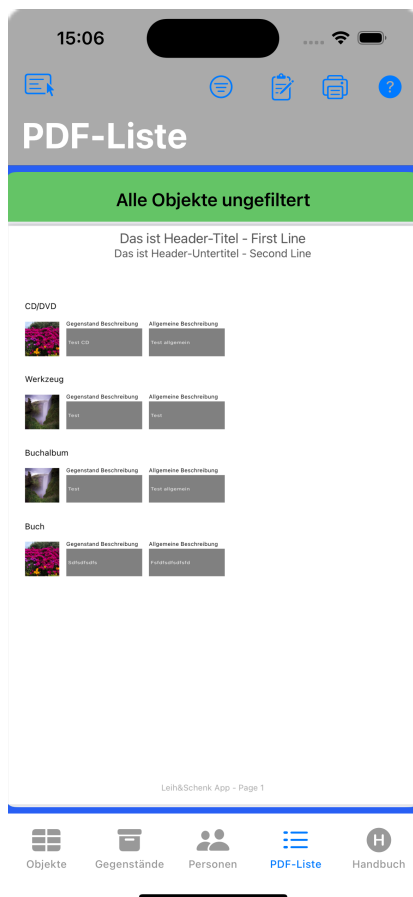 15:06
PDF-Liste
Alle Objekte ungefiltert
Das ist Header-Titel - First Line
Das ist Header-Untertitel - Second Line
CD/DVD
Gegenstand Beschreibung Allgemeine Beschreibung
Test CD Test allgemein
Werkzeug
Gegenstand Beschreibung Allgemeine Beschreibung
Test Test
Buchalbum
Gegenstand Beschreibung Allgemeine Beschreibung
Test Test allgemein
Buch
Gegenstand Beschreibung Allgemeine Beschreibung
Leih&Schenk App - Page 1
Objekte Gegenstände Personen PDF-Liste Handbuch